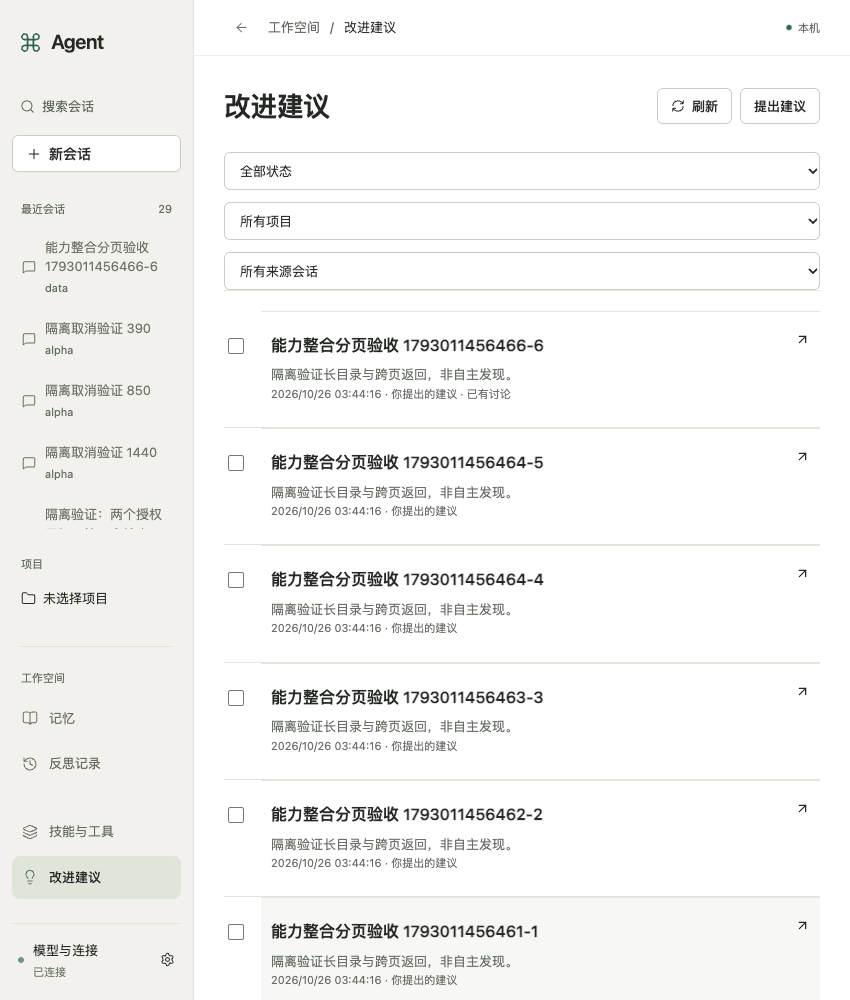 Agent
搜索会话
新会话
最近会话 29
能力整合分页验收
1793011456466-6
data
隔离取消验证 390
alpha
隔离取消验证 850
alpha
隔离取消验证 1440
alpha
隔离验证：两个授权
项目
未选择项目
工作空间
记忆
反思记录
技能与工具
改进建议
模型与连接
已连接
工作空间 / 改进建议
本机
改进建议
刷新
提出建议
全部状态
所有项目
所有来源会话
能力整合分页验收 1793011456466-6
隔离验证长目录与跨页返回，非自主发现。
2026/10/26 03:44:16 · 你提出的建议 · 已有讨论
能力整合分页验收 1793011456464-5
隔离验证长目录与跨页返回，非自主发现。
2026/10/26 03:44:16 · 你提出的建议
能力整合分页验收 1793011456464-4
隔离验证长目录与跨页返回，非自主发现。
2026/10/26 03:44:16 · 你提出的建议
能力整合分页验收 1793011456463-3
隔离验证长目录与跨页返回，非自主发现。
2026/10/26 03:44:16 · 你提出的建议
能力整合分页验收 1793011456462-2
隔离验证长目录与跨页返回，非自主发现。
2026/10/26 03:44:16 · 你提出的建议
能力整合分页验收 1793011456461-1
隔离验证长目录与跨页返回，非自主发现。
2026/10/26 03:44:16 · 你提出的建议